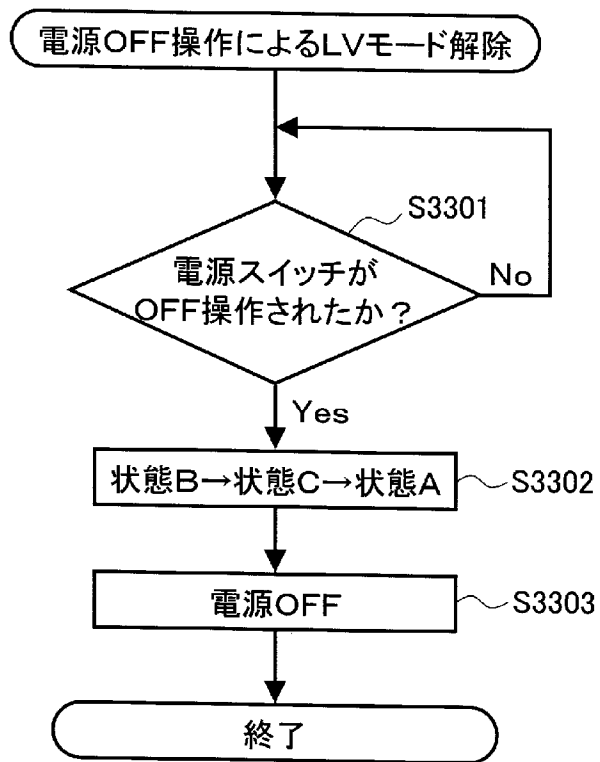 電源OFF操作によるLVモード解除
S3301
電源スイッチが
OFF操作されたか？
No
Yes
状態B→状態C→状態A
S3302
電源OFF
S3303
終了